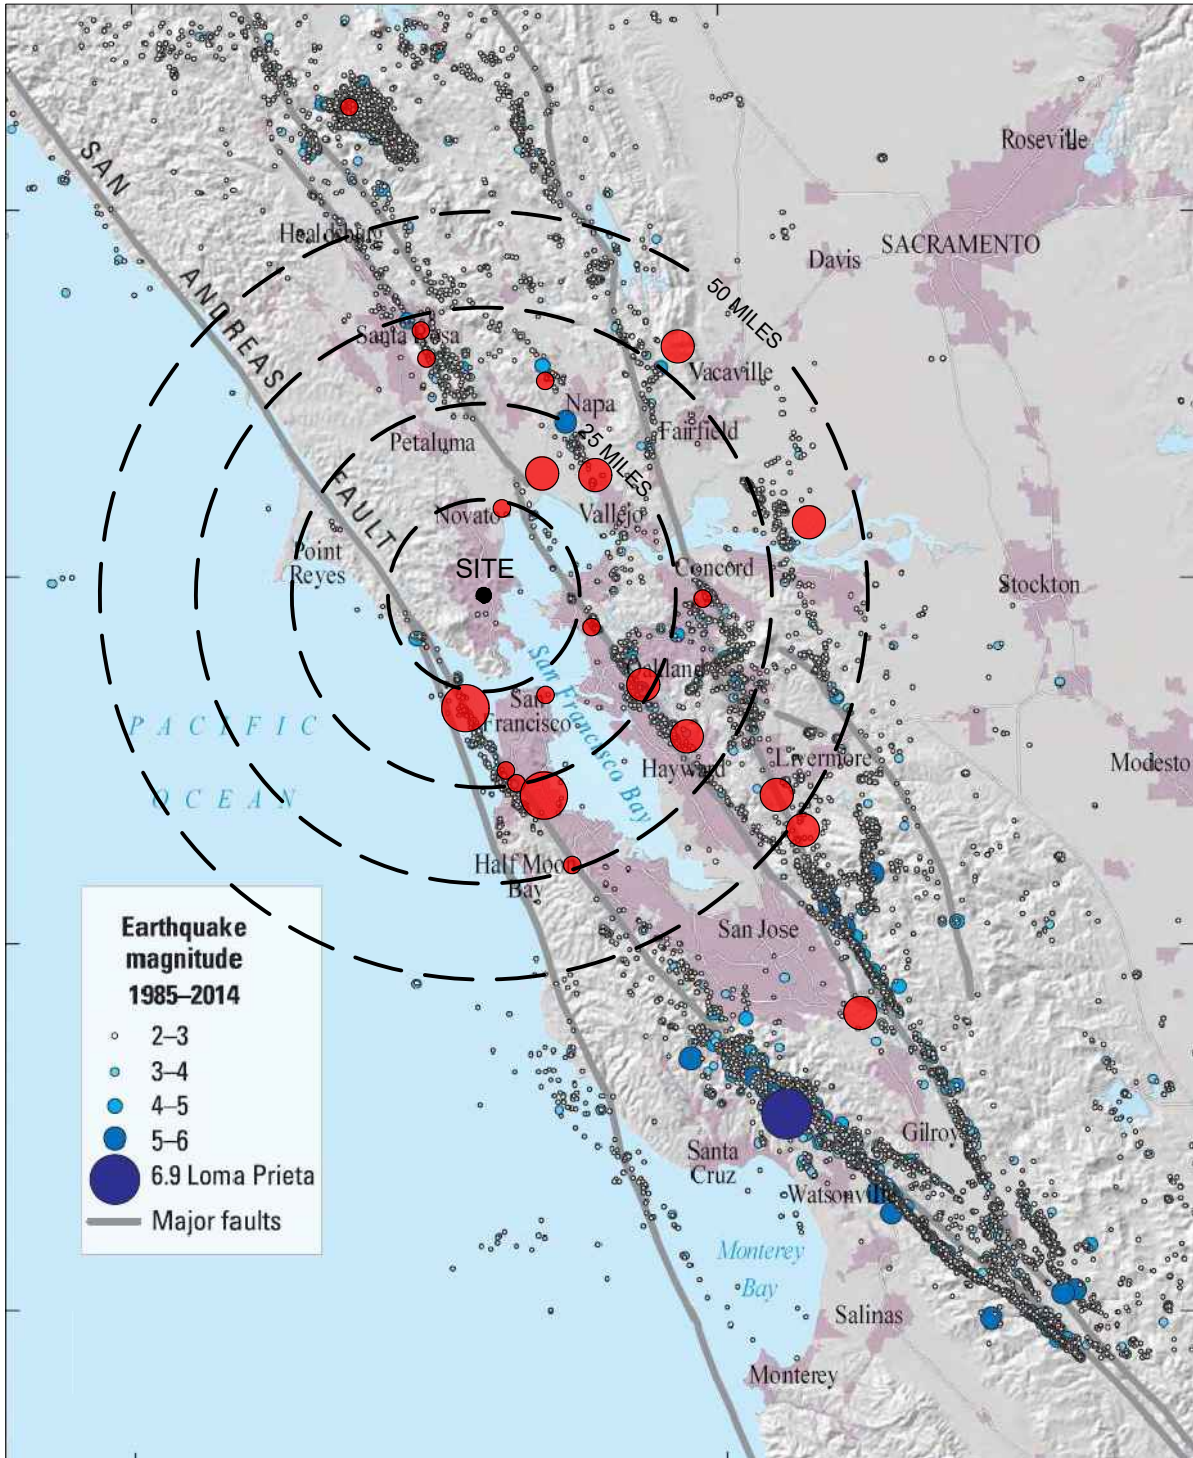 Roseville
SAN
Healdsburg
SACRAMENTO
Davis
ANDREAS
50 MILES
Santa Rosa
Vacaville
Napa
Fairfield
Petaluma
25 MILES
FAULT
Novato
Vallejo
Point
Reyes
SITE
Concord
Stockton
Oakland
San Francisco Bay
San
Francisco
PACIFIC
OCEAN
Livermore
Hayward
Modesto
Half Moon
Bay
San Jose
Earthquake
magnitude
1985–2014
2–3
3–4
4–5
5–6
6.9 Loma Prieta
Major faults
Gilroy
Santa
Cruz
Watsonville
Monterey
Bay
Salinas
Monterey